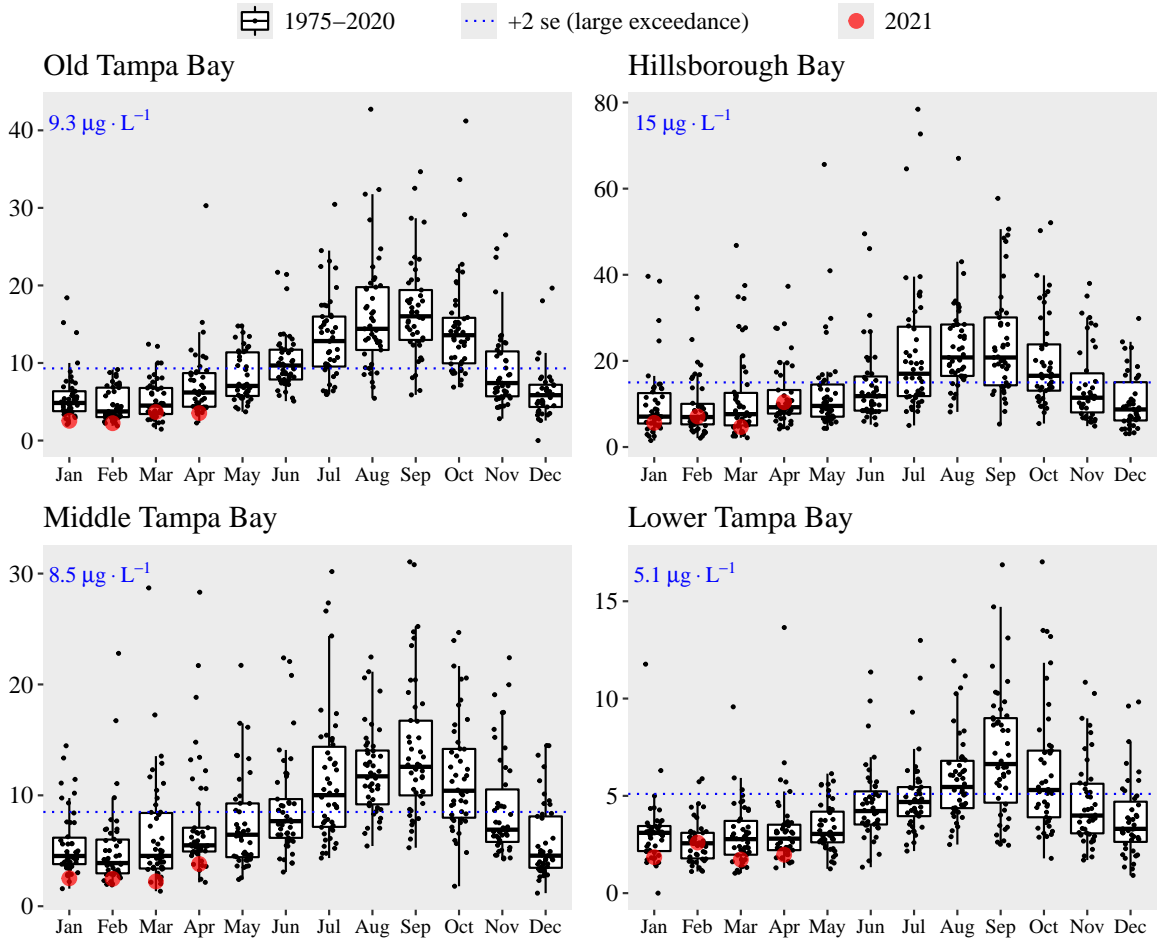 1975−2020 +2 se (large exceedance) 2021
Old Tampa Bay
9.3 μg ⋅ L⁻¹
40
30
20
10
0
Jan Feb Mar Apr May Jun Jul Aug Sep Oct Nov Dec
Hillsborough Bay
15 μg ⋅ L⁻¹
80
60
40
20
0
Jan Feb Mar Apr May Jun Jul Aug Sep Oct Nov Dec
Middle Tampa Bay
8.5 μg ⋅ L⁻¹
30
20
10
0
Jan Feb Mar Apr May Jun Jul Aug Sep Oct Nov Dec
Lower Tampa Bay
5.1 μg ⋅ L⁻¹
15
10
5
0
Jan Feb Mar Apr May Jun Jul Aug Sep Oct Nov Dec